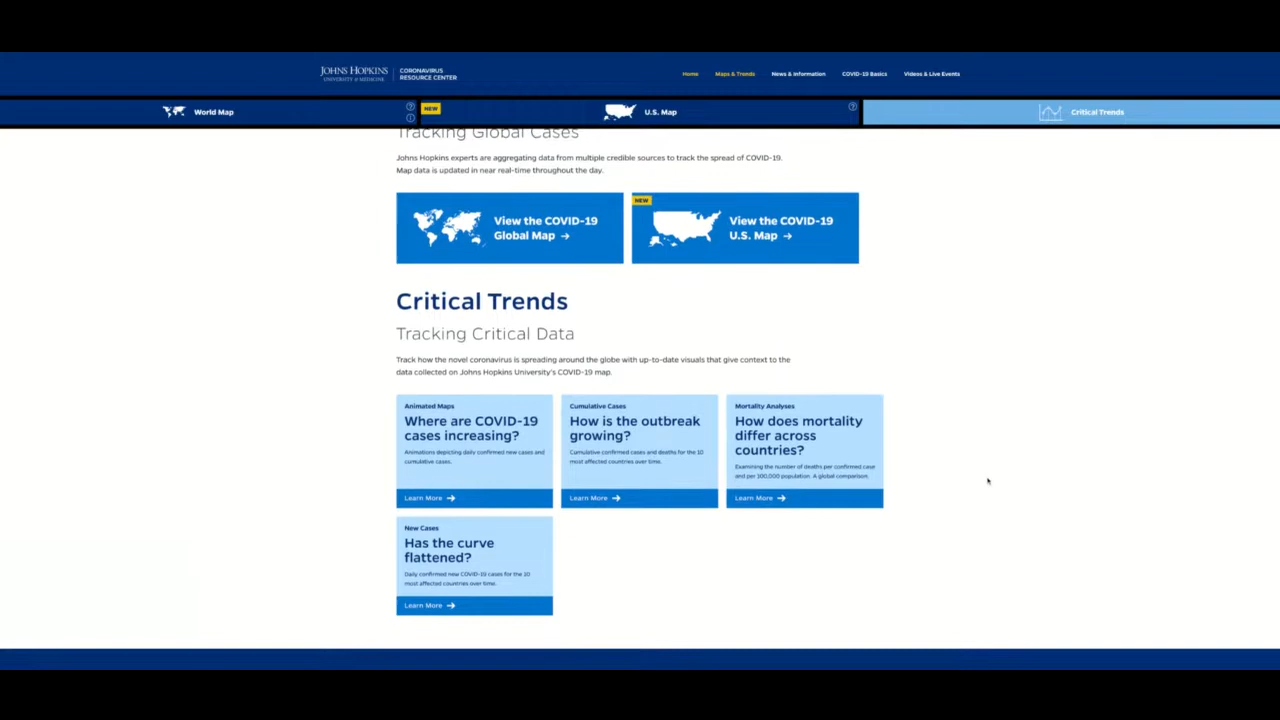 JOHNS HOPKINS
UNIVERSITY & MEDICINE
CORONAVIRUS
RESOURCE CENTER
Home
Maps & Trends
News & Information
COVID-19 Basics
Videos & Live Events
World Map
NEW
U.S. Map
Critical Trends
Tracking Global Cases
Johns Hopkins experts are aggregating data from multiple credible sources to track the spread of COVID-19.
Map data is updated in near real-time throughout the day.
View the COVID-19
Global Map →
NEW
View the COVID-19
U.S. Map →
Critical Trends
Tracking Critical Data
Track how the novel coronavirus is spreading around the globe with up-to-date visuals that give context to the
data collected on Johns Hopkins University's COVID-19 map.
Animated Maps
Where are COVID-19
cases increasing?
Animations depicting daily confirmed new cases and
cumulative cases.
Learn More →
Cumulative Cases
How is the outbreak
growing?
Cumulative confirmed cases and deaths for the 10
most affected countries over time.
Learn More →
Mortality Analyses
How does mortality
differ across
countries?
Examining the number of deaths per confirmed case
and per 100,000 population. A global comparison.
Learn More →
New Cases
Has the curve
flattened?
Daily confirmed new COVID-19 cases for the 10
most affected countries over time.
Learn More →